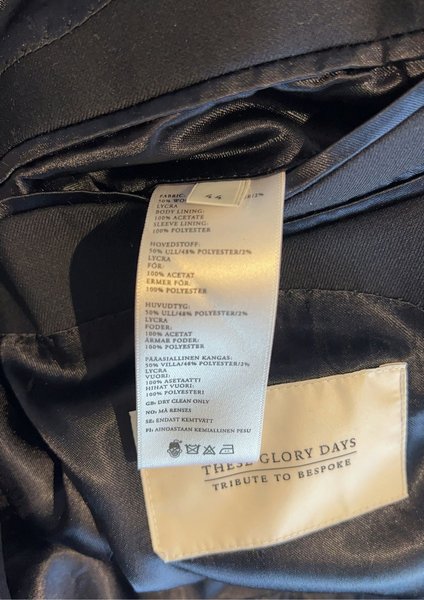 FABRIC:
50% WO
ER/2%
44
LYCRA
BODY LINING:
100% ACETATE
SLEEVE LINING:
100% POLYESTER
HOVEDSTOFF:
50% ULL/48% POLYESTER/2%
LYCRA
FÔR:
100% ACETAT
ERMER FÔR:
100% POLYESTER
HUVUDTYG:
50% ULL/48% POLYESTER/2%
LYCRA
FODER:
100% ACETAT
ÄRMAR FODER:
100% POLYESTER
PÄÄASIALLINEN KANGAS:
50% VILLA/48% POLYESTER/2%
LYCRA
VUORI:
100% ASETAATTI
HIHAT VUORI:
100% POLYESTERI
GB: DRY CLEAN ONLY
NO: MÅ RENSES
SE: ENDAST KEMTVÄTT
FI: AINOASTAAN KEMIALLINEN PESU
THESE GLORY DAYS
TRIBUTE TO BESPOKE